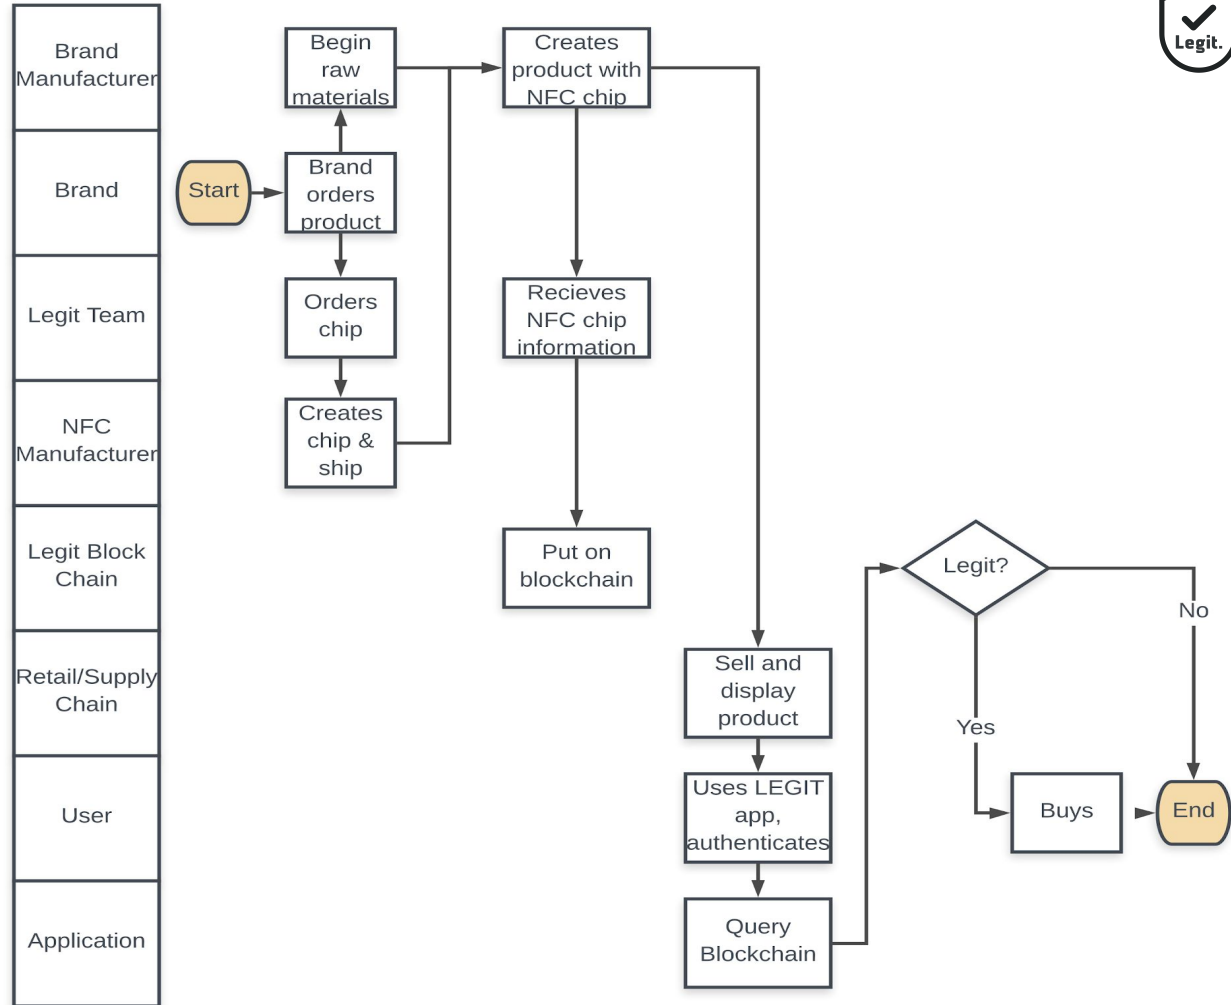 Legit.
Brand
Manufacturer
Begin
raw
materials
Creates
product with
NFC chip
Brand
Start
Brand
orders
product
Legit Team
Orders
chip
Recieves
NFC chip
information
NFC
Manufacturer
Creates
chip &
ship
Legit Block
Chain
Put on
blockchain
Legit?
No
Yes
Retail/Supply
Chain
Sell and
display
product
User
Uses LEGIT
app,
authenticates
Buys
End
Application
Query
Blockchain